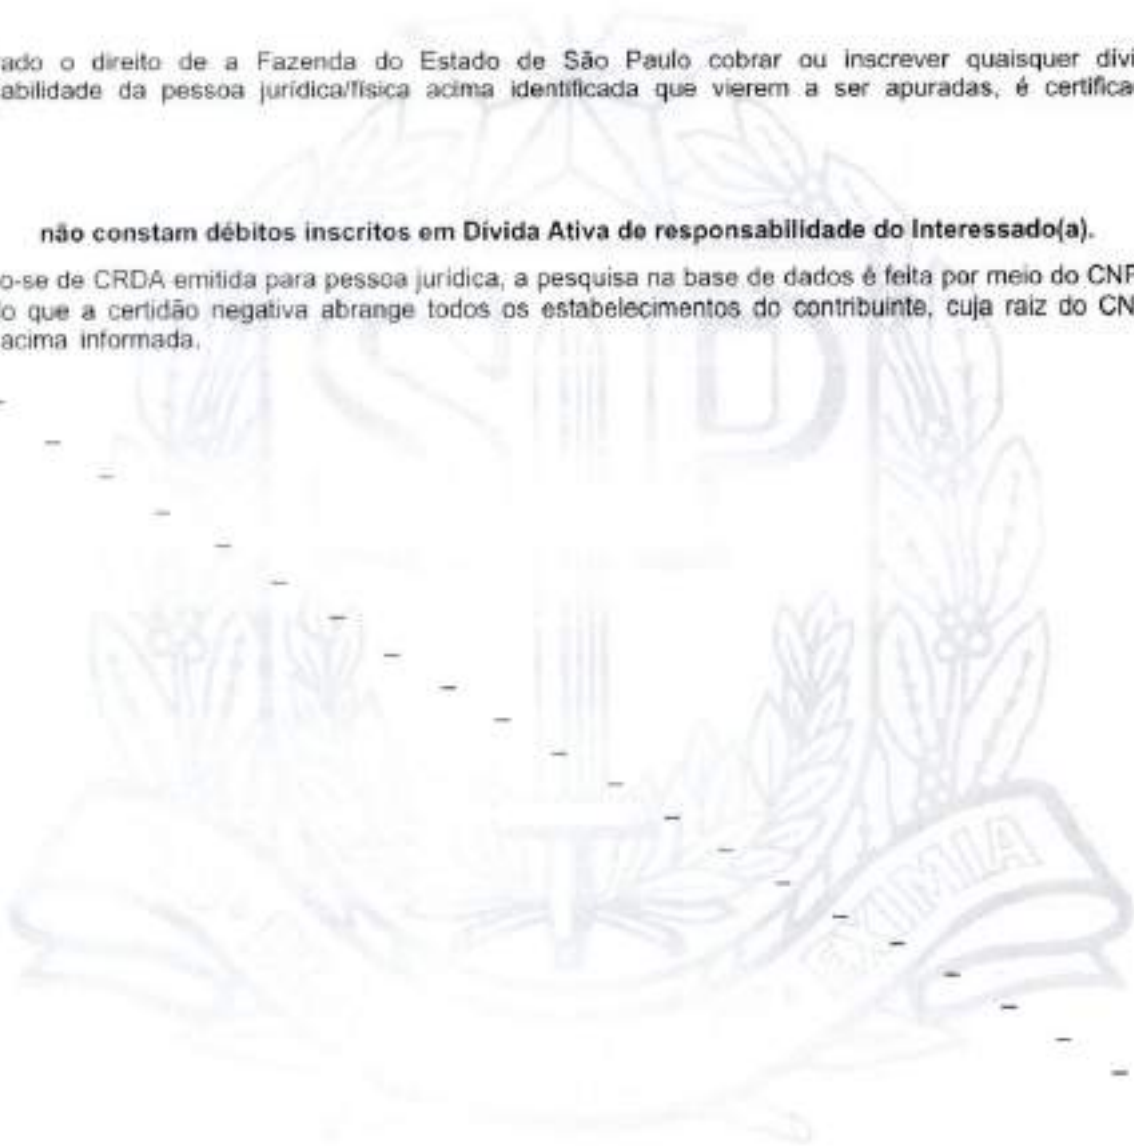 ado o direito de a Fazenda do Estado de São Paulo cobrar ou inscrever quaisquer divi
abilidade da pessoa jurídica/física acima identificada que vierem a ser apuradas, é certifica
não constam débitos inscritos em Dívida Ativa de responsabilidade do Interessado(a).
o-se de CRDA emitida para pessoa jurídica, a pesquisa na base de dados é feita por meio do CNP
o que a certidão negativa abrange todos os estabelecimentos do contribuinte, cuja raiz do CN
acima informada.
SP
EXIMIA